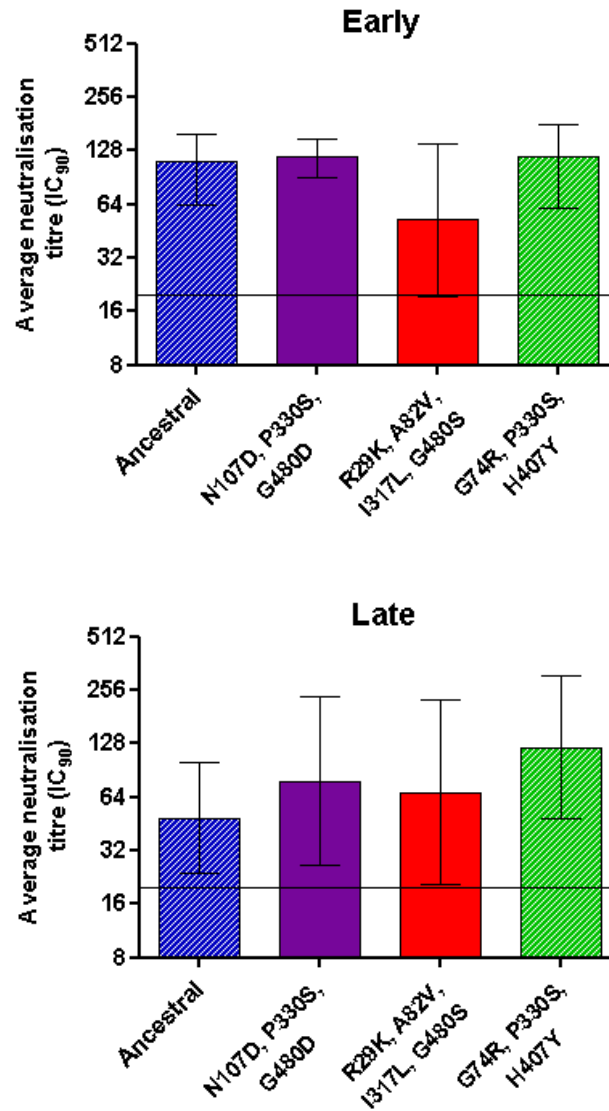 Early
Average neutralisation
titre (IC90)
512
256
128
64
32
16
8
Ancestral
N107D, P330S,
G480D
R29K, A82V,
I317L, G480S
G74R, P330S,
H407Y
Late
Average neutralisation
titre (IC90)
512
256
128
64
32
16
8
Ancestral
N107D, P330S,
G480D
R29K, A82V,
I317L, G480S
G74R, P330S,
H407Y